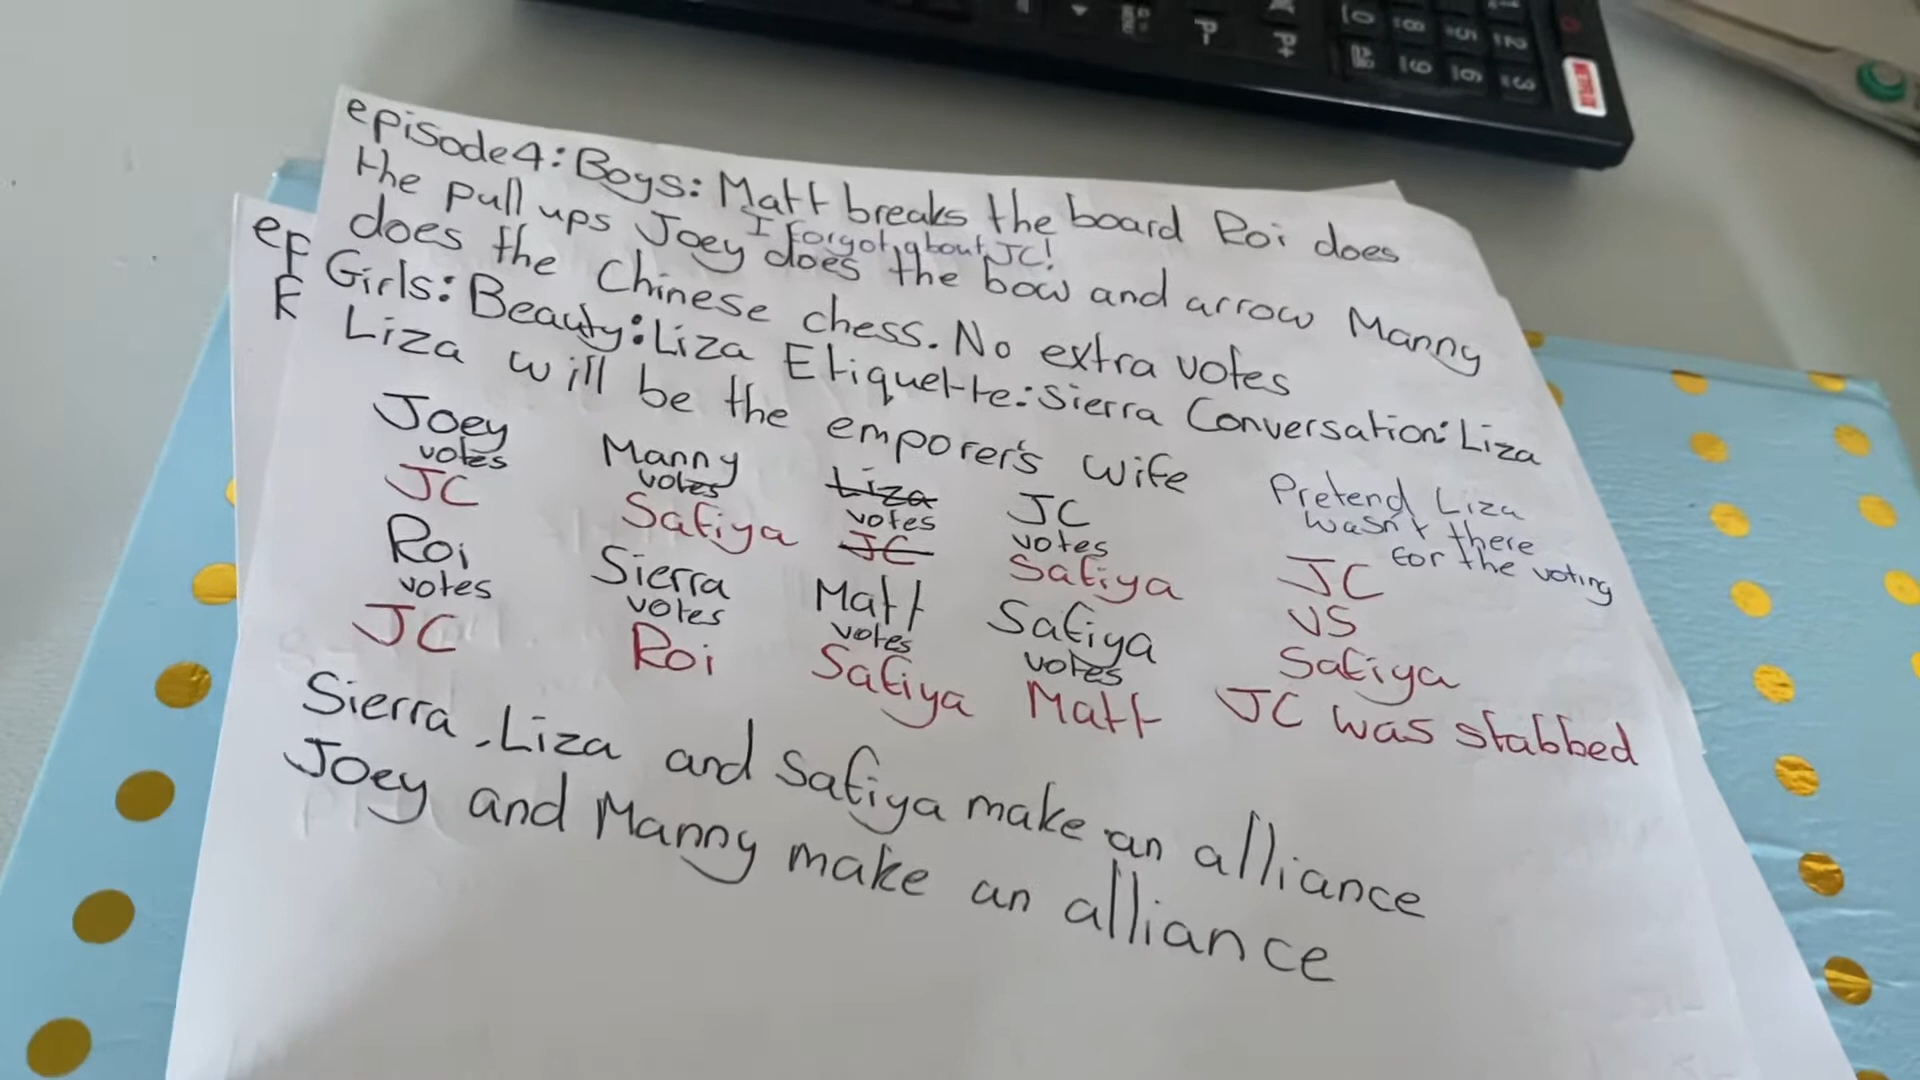 episode4: Boys: Matt breaks the board Roi does
the pull ups Joey does the bow and arrow Manny
I forgot about JC!
does the Chinese chess. No extra votes
Girls: Beauty: Liza Etiquette: Sierra Conversation: Liza
Liza will be the emporer's wife
Joey
votes
JC
Manny
votes
Safiya
Liza
votes
JC
JC
votes
Safiya
Pretend Liza
wasn't there
for the voting
Roi
votes
JC
Sierra
votes
Roi
Matt
votes
Safiya
Safiya
votes
Matt
JC
VS
Safiya
JC was stabbed
Sierra, Liza and Safiya make an alliance
Joey and Manny make an alliance
ep
F
P-
P+
NETFLIX